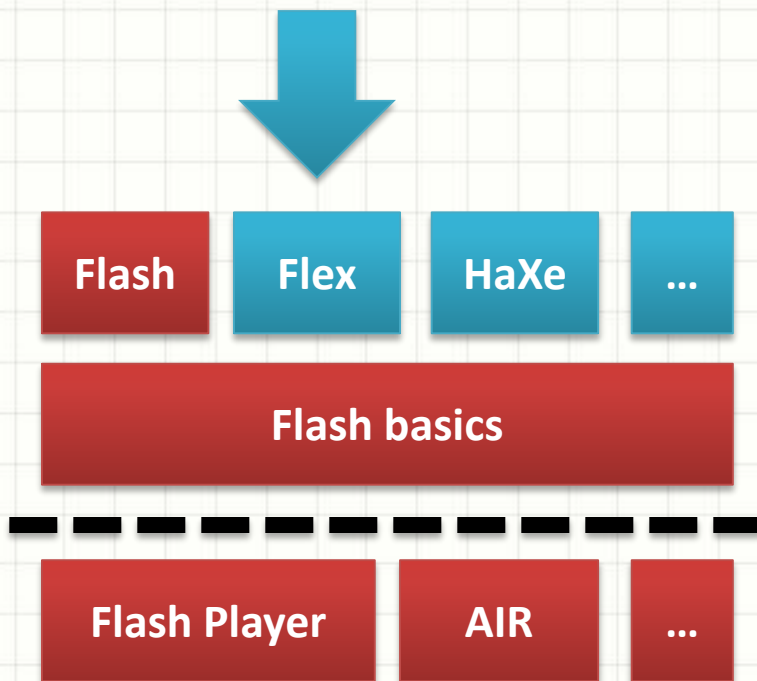 Flash
Flex
HaXe
...
Flash basics
Flash Player
AIR
...